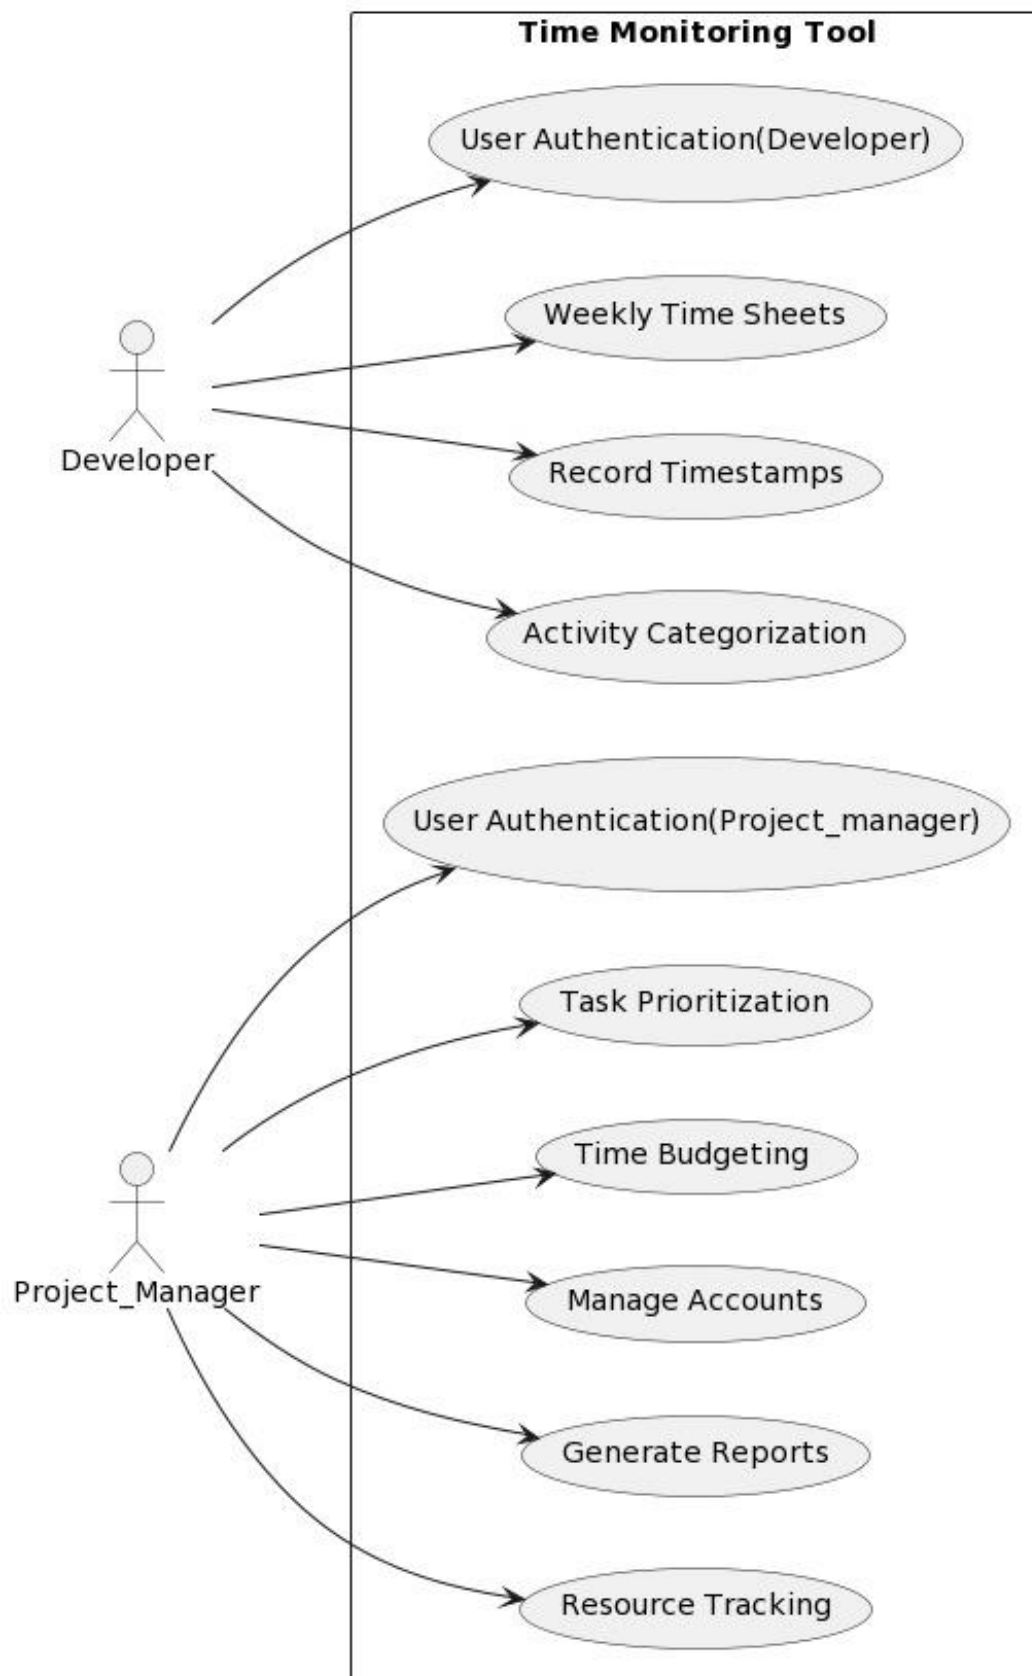 Time Monitoring Tool
User Authentication(Developer)
Weekly Time Sheets
Record Timestamps
Developer
Activity Categorization
User Authentication(Project_manager)
Task Prioritization
Time Budgeting
Project_Manager
Manage Accounts
Generate Reports
Resource Tracking